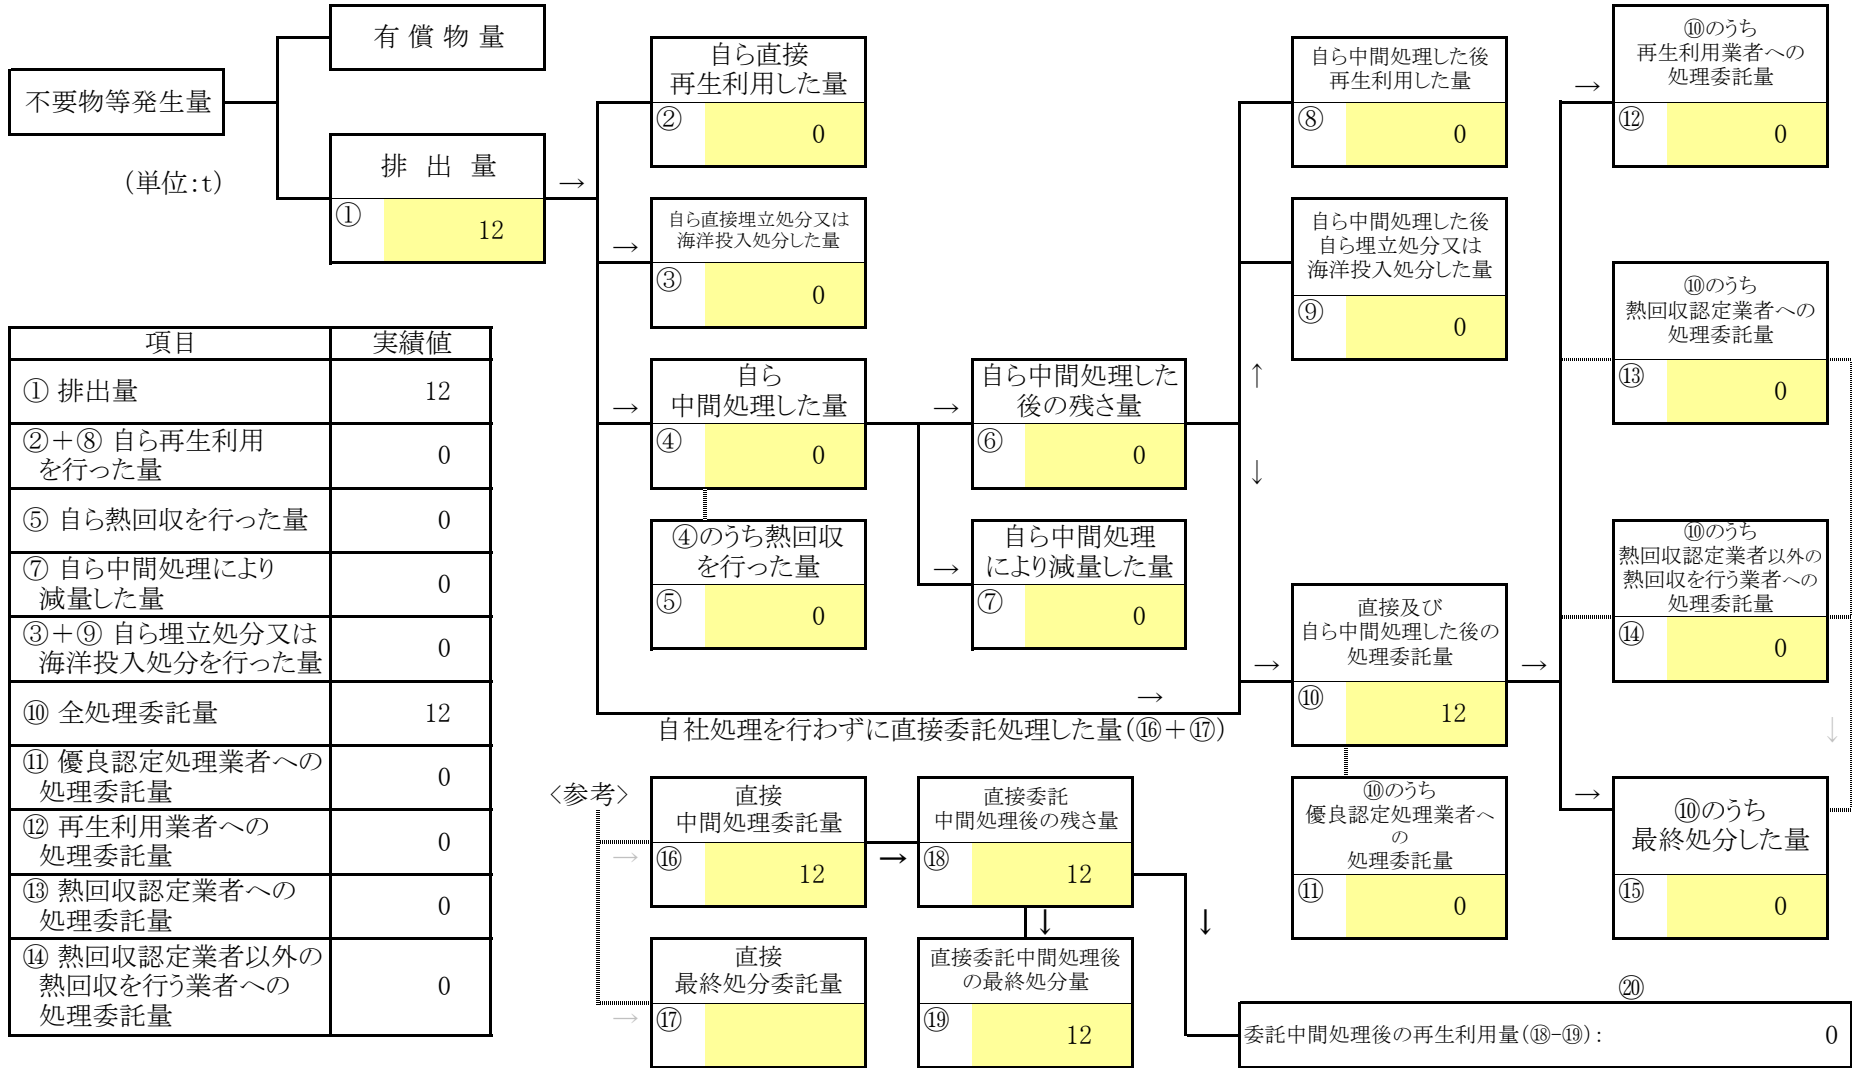 不要物等発生量
(単位:t)
有償物量
排出量
①
12
→
自ら直接
再生利用した量
②
0
→
自ら直接埋立処分又は
海洋投入処分した量
③
0
→
自ら
中間処理した量
④
0
④のうち熱回収
を行った量
⑤
0
→
自ら中間処理した
後の残さ量
⑥
0
→
自ら中間処理
により減量した量
⑦
0
↑
↓
自ら中間処理した後
再生利用した量
⑧
0
自ら中間処理した後
自ら埋立処分又は
海洋投入処分した量
⑨
0
→
自社処理を行わずに直接委託処理した量(⑯+⑰)
→
直接及び
自ら中間処理した後の
処理委託量
⑩
12
⑩のうち
優良認定処理業者へ
の
処理委託量
⑪
0
→
→
⑩のうち
再生利用業者への
処理委託量
⑫
0
⑩のうち
熱回収認定業者への
処理委託量
⑬
0
⑩のうち
熱回収認定業者以外の
熱回収を行う業者への
処理委託量
⑭
0
↓
→
⑩のうち
最終処分した量
⑮
0
項目 実績値
① 排出量 12
②+⑧ 自ら再生利用
を行った量 0
⑤ 自ら熱回収を行った量 0
⑦ 自ら中間処理により
減量した量 0
③+⑨ 自ら埋立処分又は
海洋投入処分を行った量 0
⑩ 全処理委託量 12
⑪ 優良認定処理業者への
処理委託量 0
⑫ 再生利用業者への
処理委託量 0
⑬ 熱回収認定業者への
処理委託量 0
⑭ 熱回収認定業者以外の
熱回収を行う業者への
処理委託量 0
<参考>
→
直接
中間処理委託量
⑯
12
→
直接委託
中間処理後の残さ量
⑱
12
→
直接
最終処分委託量
⑰
↓
直接委託中間処理後
の最終処分量
⑲
12
↓
⑳
委託中間処理後の再生利用量(⑱-⑲): 0